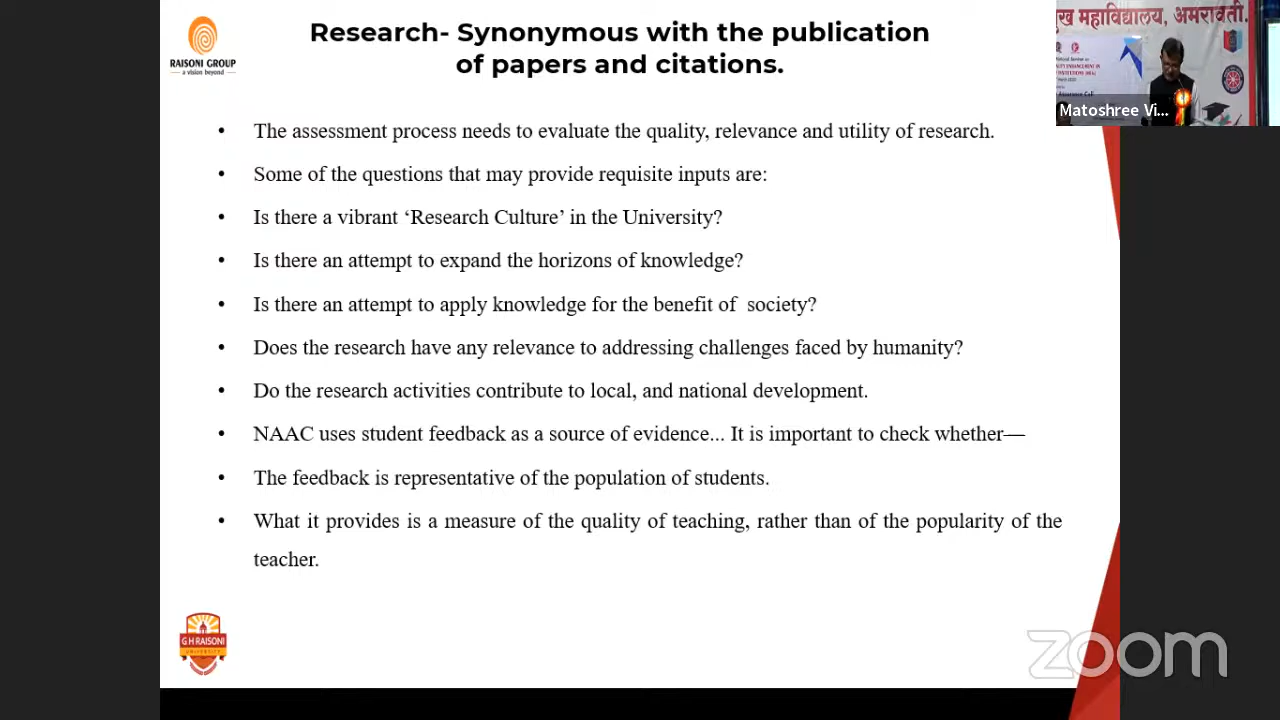 Research- Synonymous with the publication
of papers and citations.
RAISONI GROUP
a vision beyond
• The assessment process needs to evaluate the quality, relevance and utility of research.
• Some of the questions that may provide requisite inputs are:
• Is there a vibrant ‘Research Culture’ in the University?
• Is there an attempt to expand the horizons of knowledge?
• Is there an attempt to apply knowledge for the benefit of society?
• Does the research have any relevance to addressing challenges faced by humanity?
• Do the research activities contribute to local, and national development.
• NAAC uses student feedback as a source of evidence... It is important to check whether—
• The feedback is representative of the population of students.
• What it provides is a measure of the quality of teaching, rather than of the popularity of the
teacher.
G H RAISONI
UNIVERSITY
महाविद्यालय, अमरावती.
Matoshree Vi...
zoom